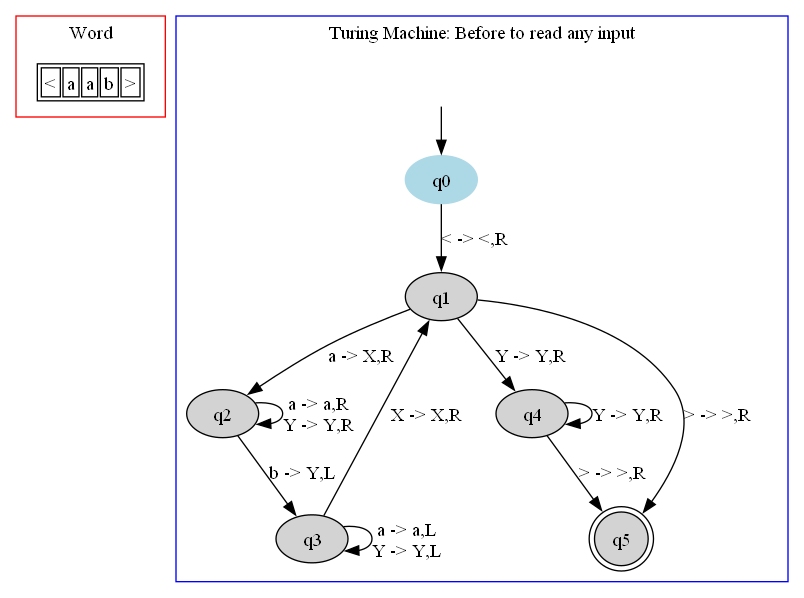 Word
< a a b >
Turing Machine: Before to read any input
q0
< -> <,R
q1
a -> X,R
Y -> Y,R
X -> X,R
> -> >,R
q2
a -> a,R
Y -> Y,R
q4
Y -> Y,R
b -> Y,L
> -> >,R
q3
a -> a,L
Y -> Y,L
q5